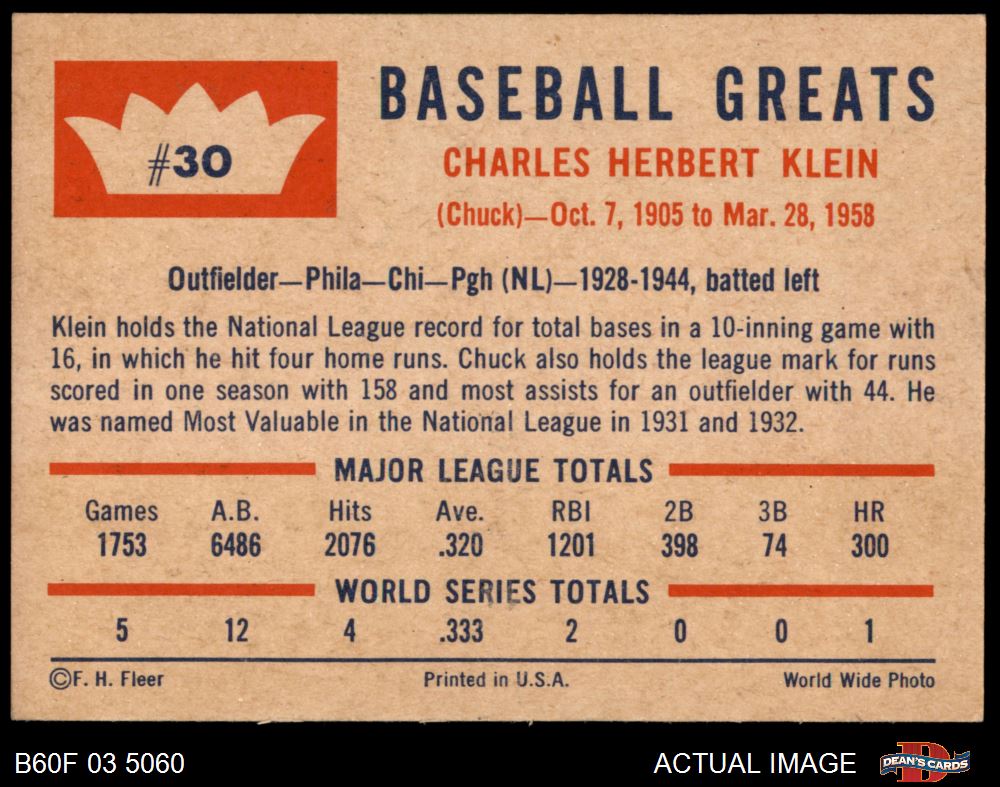 #30
BASEBALL GREATS
CHARLES HERBERT KLEIN
(Chuck)—Oct. 7, 1905 to Mar. 28, 1958
Outfielder—Phila—Chi—Pgh (NL)—1928-1944, batted left
Klein holds the National League record for total bases in a 10-inning game with
16, in which he hit four home runs. Chuck also holds the league mark for runs
scored in one season with 158 and most assists for an outfielder with 44. He
was named Most Valuable in the National League in 1931 and 1932.
MAJOR LEAGUE TOTALS
Games A.B. Hits Ave. RBI 2B 3B HR
1753 6486 2076 .320 1201 398 74 300
WORLD SERIES TOTALS
5 12 4 .333 2 0 0 1
©F. H. Fleer Printed in U.S.A. World Wide Photo
B60F 03 5060 ACTUAL IMAGE D DEAN'S CARDS